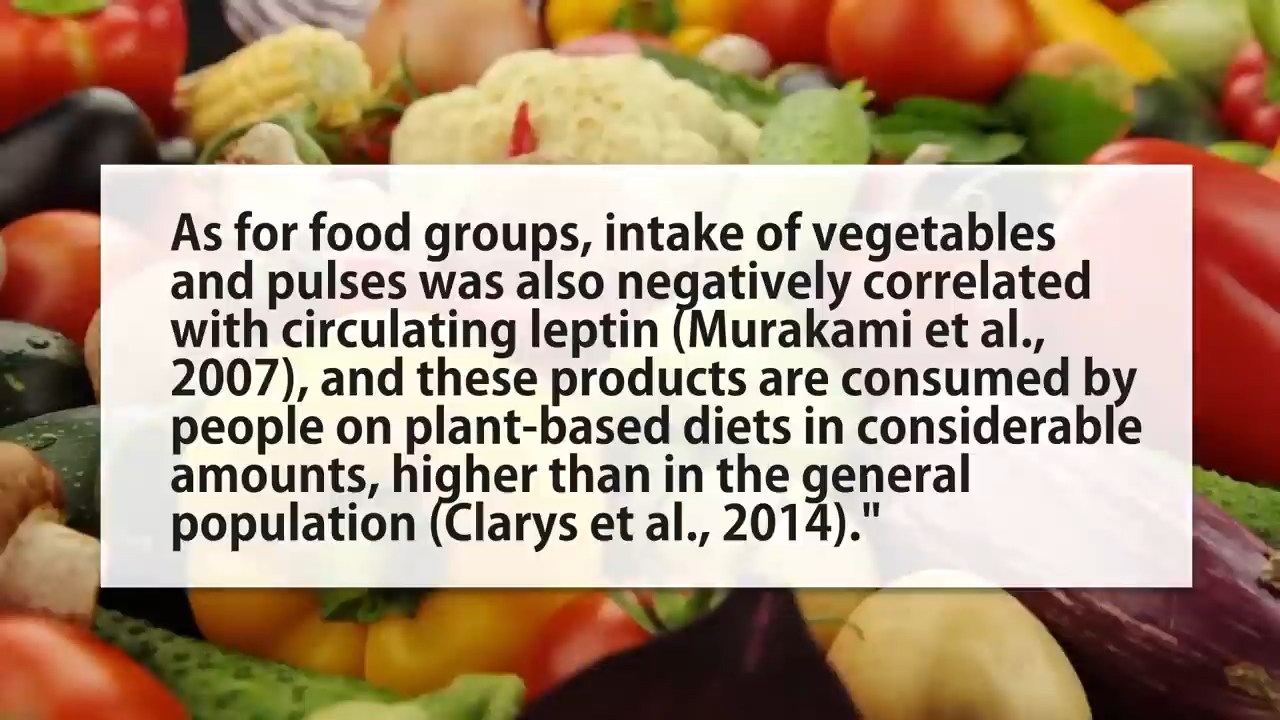 As for food groups, intake of vegetables
and pulses was also negatively correlated
with circulating leptin (Murakami et al.,
2007), and these products are consumed by
people on plant-based diets in considerable
amounts, higher than in the general
population (Clarys et al., 2014)."